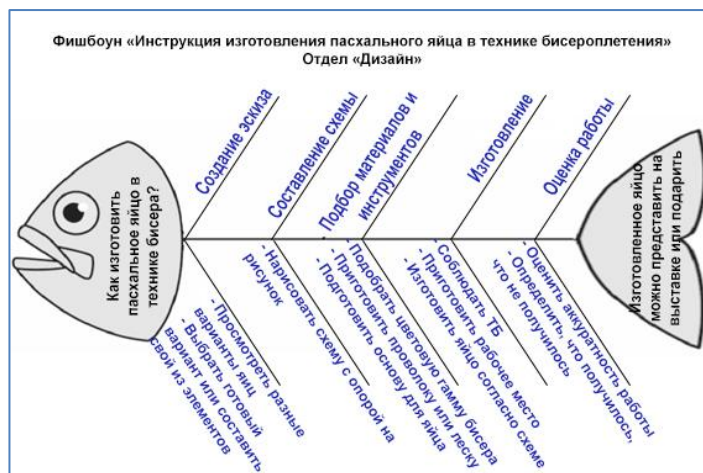 Фишбоун «Инструкция изготовления пасхального яйца в технике бисероплетения»
Отдел «Дизайн»
Как изготовить
пасхальное яйцо в
технике бисера?
Создание эскиза
Составление схемы
- Подбор материалов и
инструментов
Изготовление
Оценка работы
- Просмотреть разные
варианты яиц
- Выбрать готовый
вариант или составить
свой из элементов
- Нарисовать схему с опорой на
рисунок
- Подобрать цветовую гамму бисера
- Приготовить проволоку или леску
- Подготовить основу для яйца
- Соблюдать ТБ
- Приготовить рабочее место
- Изготовить яйцо согласно схеме
- Оценить аккуратность работы
- Определить, что получилось,
что не получилось
Изготовленное яйцо
можно представить на
выставке или подарить